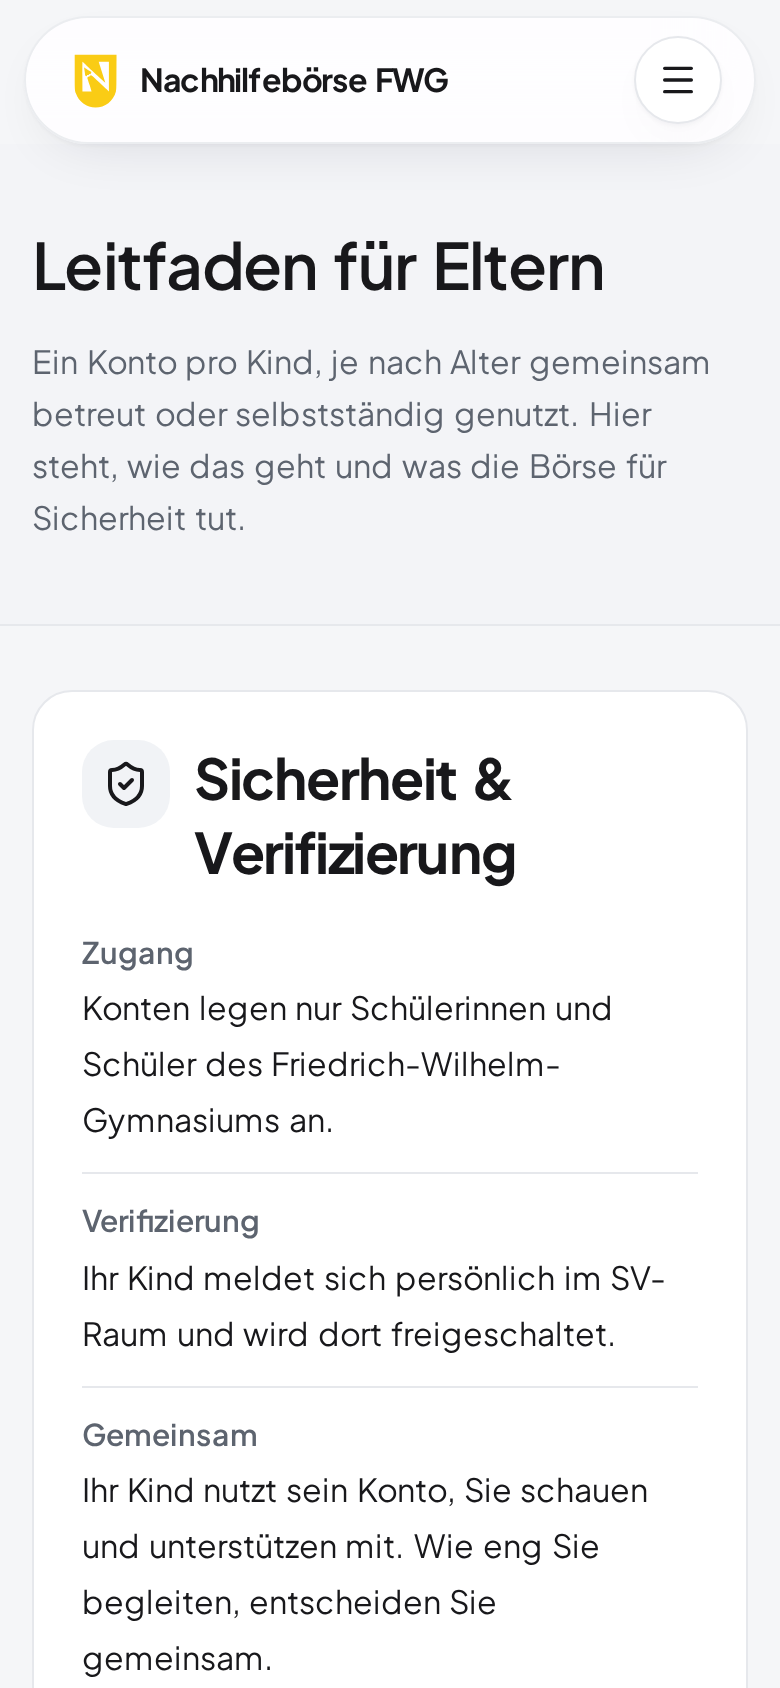 Nachhilfebörse FWG
Leitfaden für Eltern
Ein Konto pro Kind, je nach Alter gemeinsam
betreut oder selbstständig genutzt. Hier
steht, wie das geht und was die Börse für
Sicherheit tut.
Sicherheit &
Verifizierung
Zugang
Konten legen nur Schülerinnen und
Schüler des Friedrich-Wilhelm-
Gymnasiums an.
Verifizierung
Ihr Kind meldet sich persönlich im SV-
Raum und wird dort freigeschaltet.
Gemeinsam
Ihr Kind nutzt sein Konto, Sie schauen
und unterstützen mit. Wie eng Sie
begleiten, entscheiden Sie
gemeinsam.